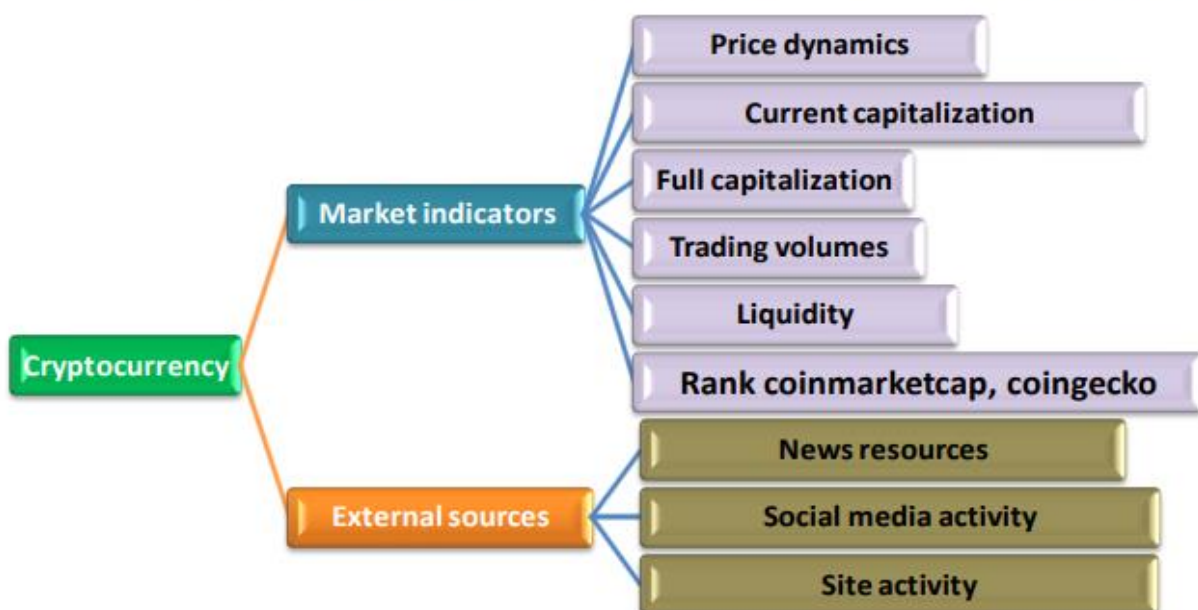 Price dynamics
Current capitalization
Full capitalization
Market indicators
Trading volumes
Liquidity
Cryptocurrency
Rank coinmarketcap, coingecko
News resources
External sources
Social media activity
Site activity